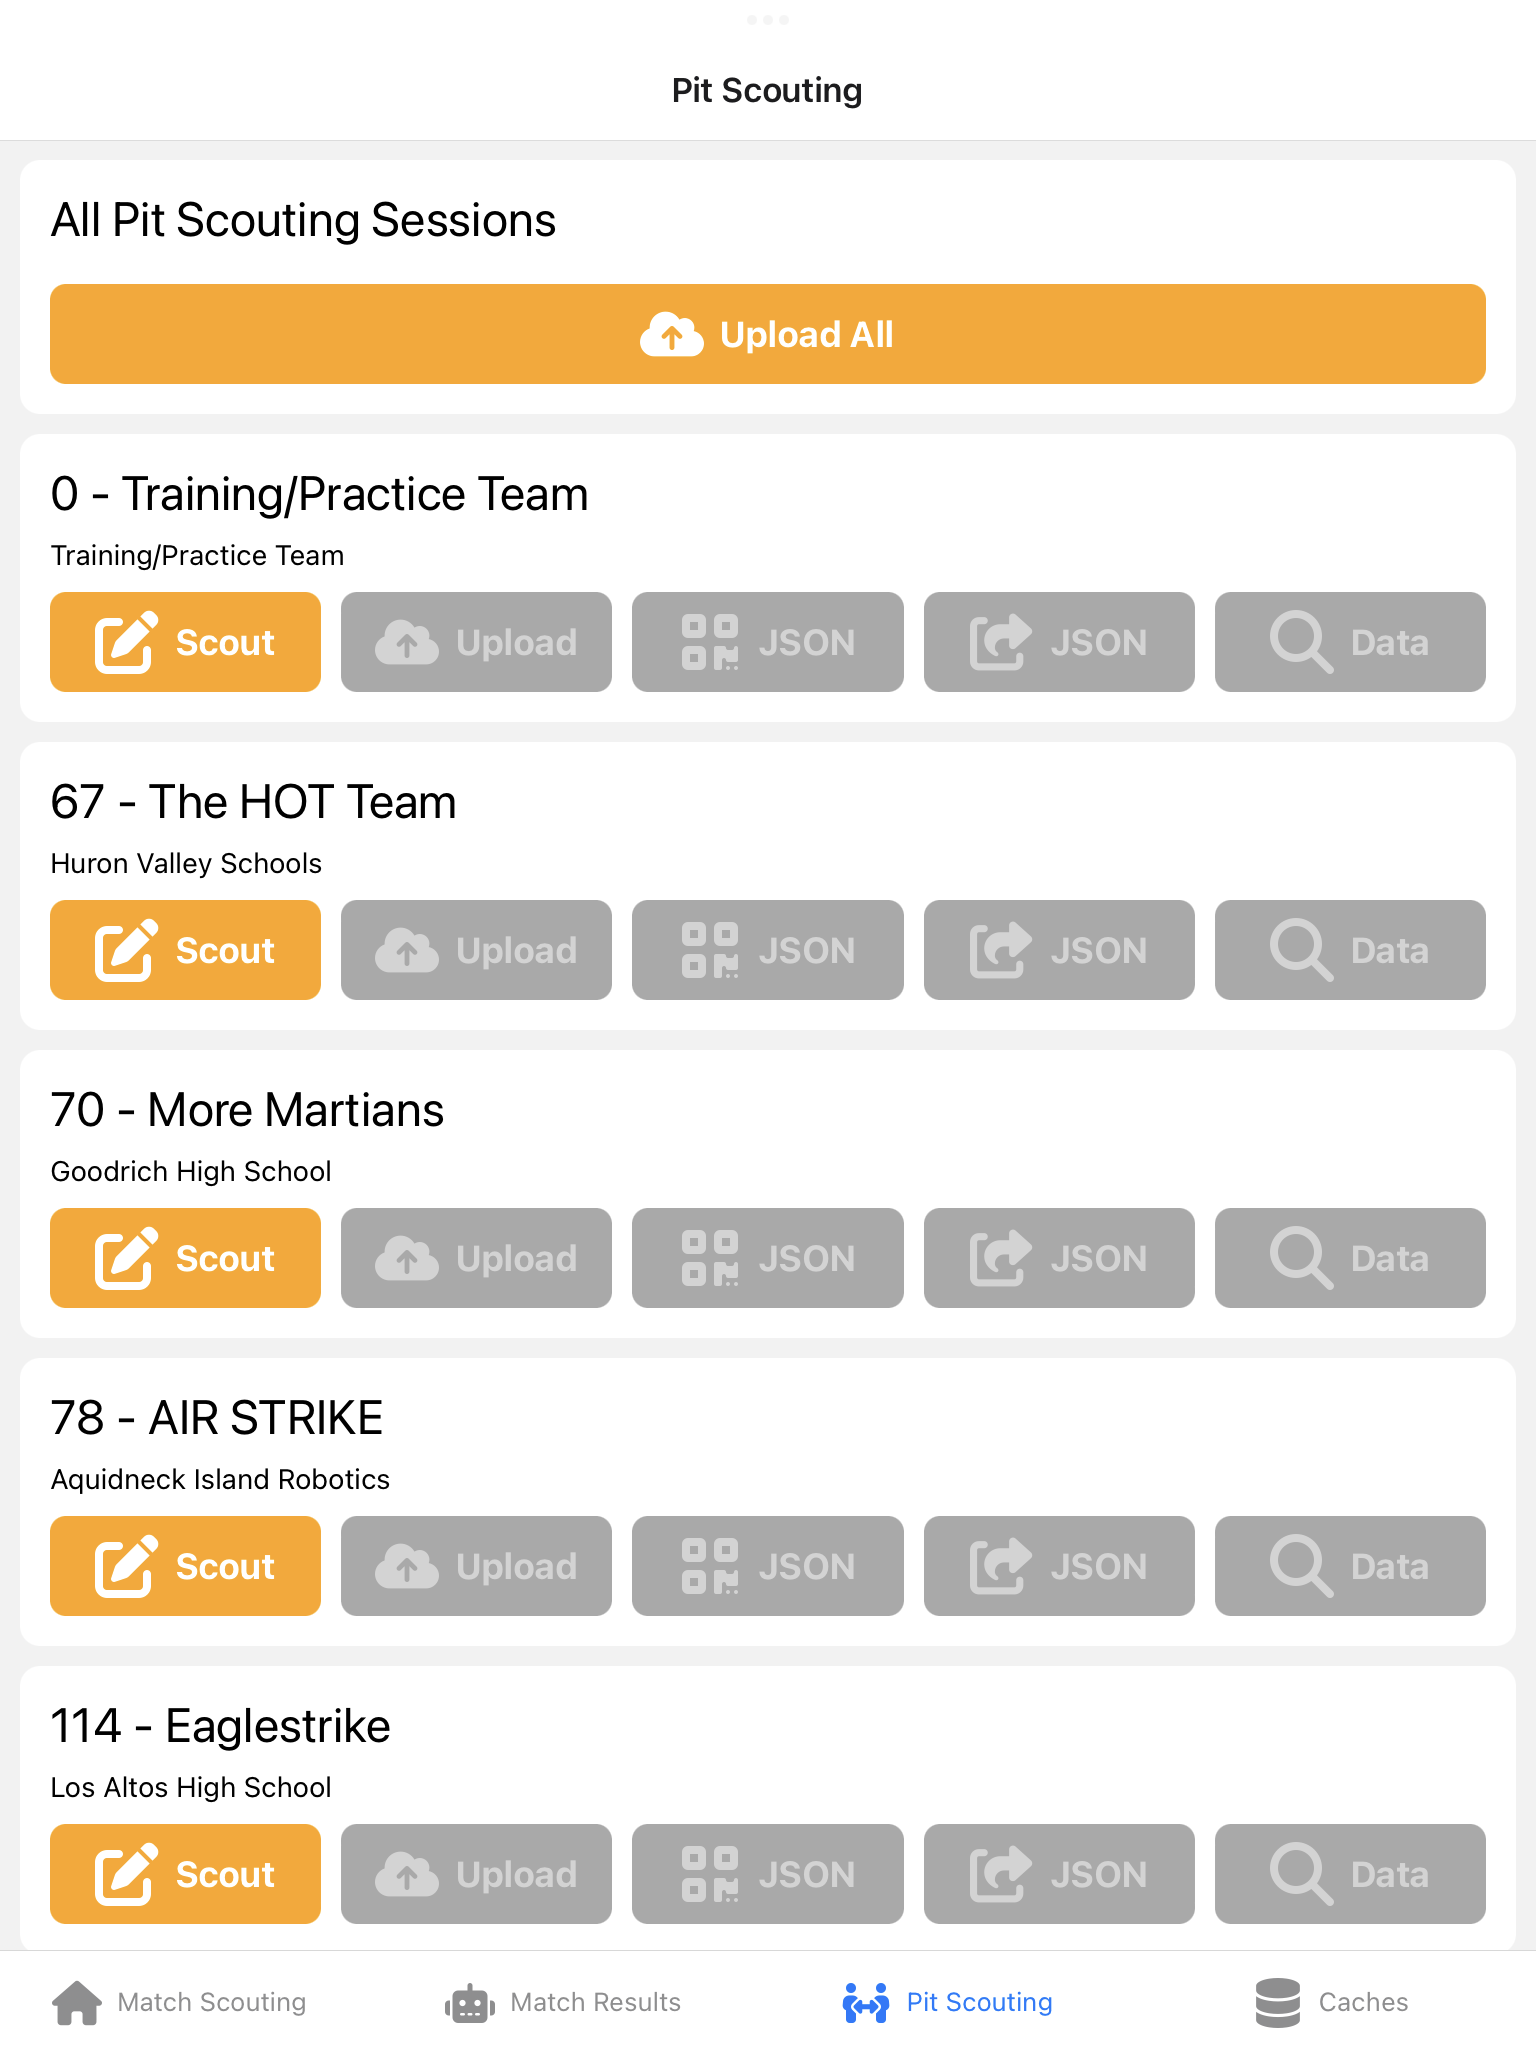 Pit Scouting
All Pit Scouting Sessions
Upload All
0 - Training/Practice Team
Training/Practice Team
Scout Upload JSON JSON Data
67 - The HOT Team
Huron Valley Schools
Scout Upload JSON JSON Data
70 - More Martians
Goodrich High School
Scout Upload JSON JSON Data
78 - AIR STRIKE
Aquidneck Island Robotics
Scout Upload JSON JSON Data
114 - Eaglestrike
Los Altos High School
Scout Upload JSON JSON Data
Match Scouting Match Results Pit Scouting Caches